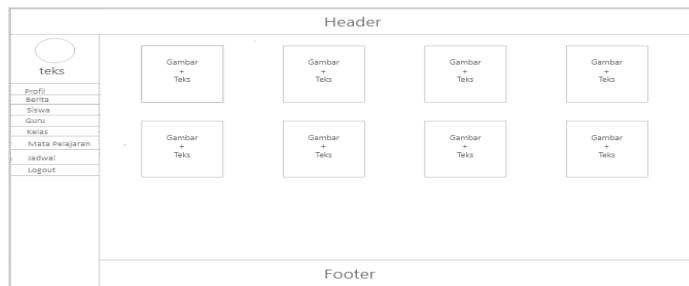 Header
teks
Profil
Berita
Siswa
Guru
Kelas
Mata Pelajaran
Jadwal
Logout
Gambar
+
Teks
Gambar
+
Teks
Gambar
+
Teks
Gambar
+
Teks
Gambar
+
Teks
Gambar
+
Teks
Gambar
+
Teks
Gambar
+
Teks
Footer